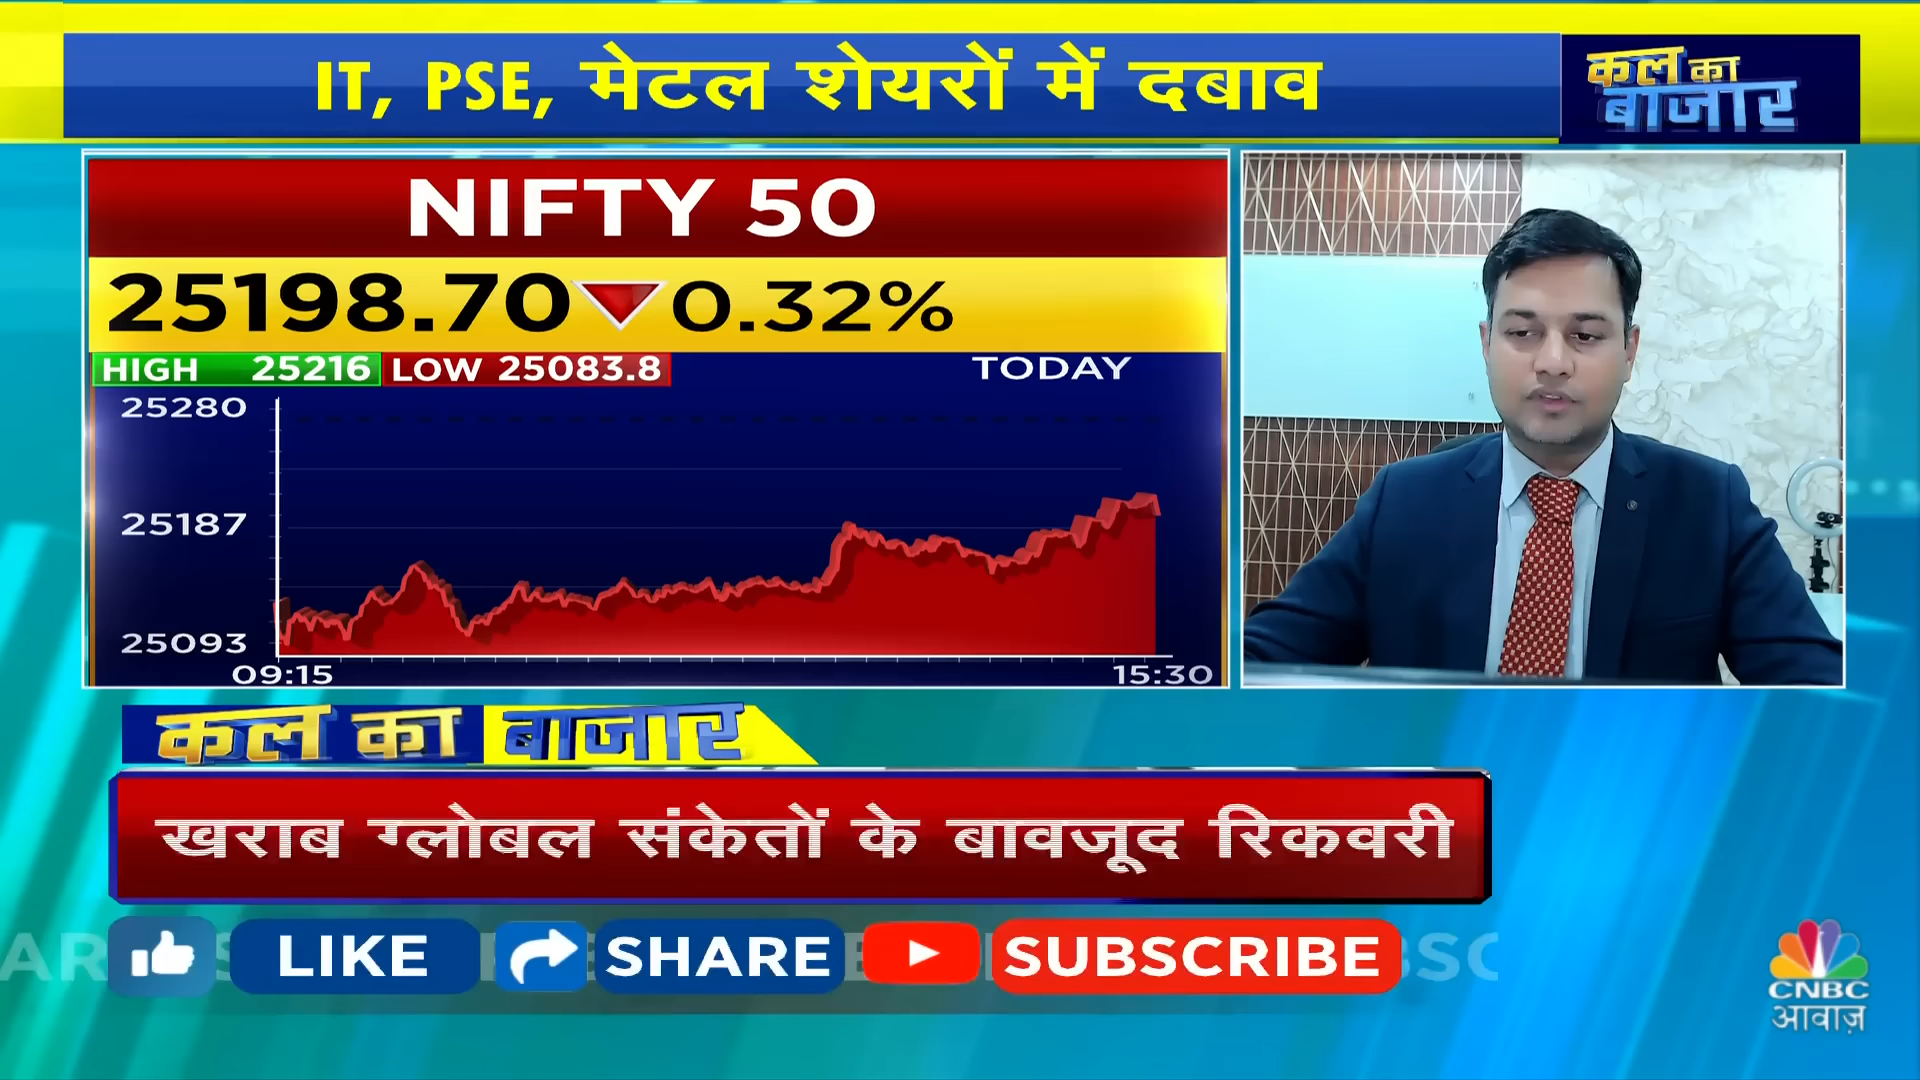 IT, PSE, मेटल शेयरों में दबाव
कल का
बाजार
NIFTY 50
25198.70 0.32%
HIGH 25216 LOW 25083.8 TODAY
25280
25187
25093
09:15 15:30
कल का बाजार
खराब ग्लोबल संकेतों के बावजूद रिकवरी
LIKE SHARE SUBSCRIBE
CNBC
आवाज़